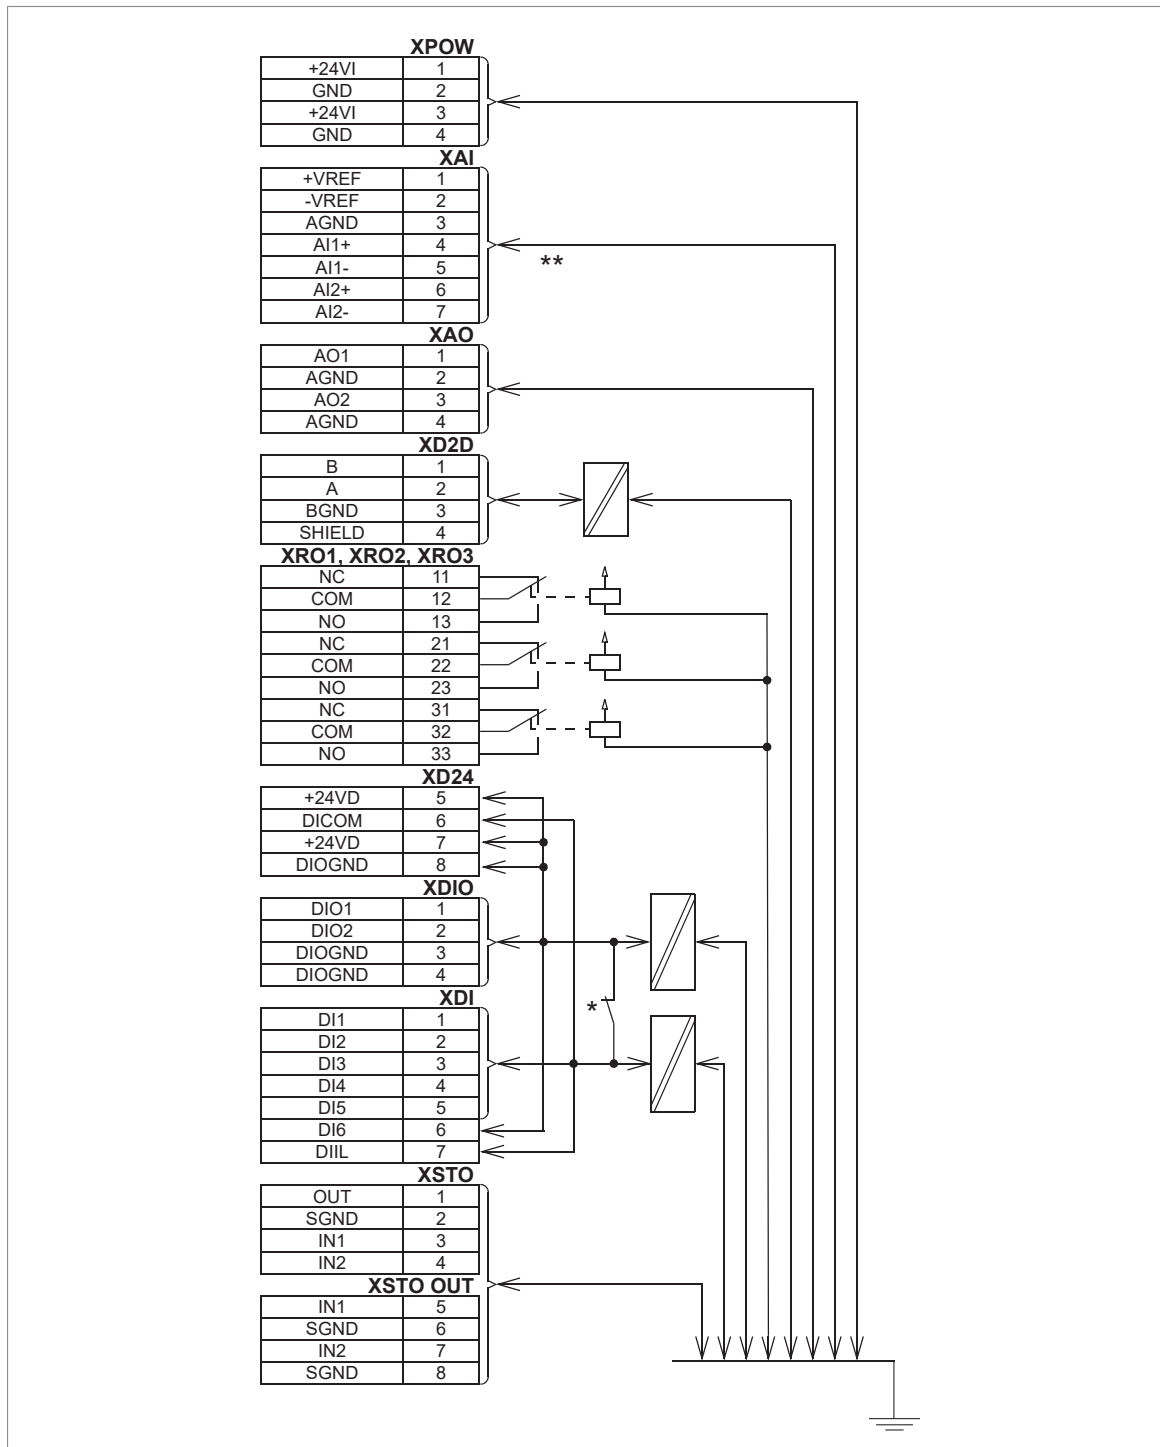 XPOW
+24VI 1
GND 2
+24VI 3
GND 4
XAI
+VREF 1
-VREF 2
AGND 3
AI1+ 4
**
AI1- 5
AI2+ 6
AI2- 7
XAO
AO1 1
AGND 2
AO2 3
AGND 4
XD2D
B 1
A 2
BGND 3
SHIELD 4
XRO1, XRO2, XRO3
NC 11
COM 12
NO 13
NC 21
COM 22
NO 23
NC 31
COM 32
NO 33
XD24
+24VD 5
DICOM 6
+24VD 7
DIOGND 8
XDIO
DIO1 1
DIO2 2
DIOGND 3
DIOGND 4
XDI
*
DI1 1
DI2 2
DI3 3
DI4 4
DI5 5
DI6 6
DIIL 7
XSTO
OUT 1
SGND 2
IN1 3
IN2 4
XSTO OUT
IN1 5
SGND 6
IN2 7
SGND 8